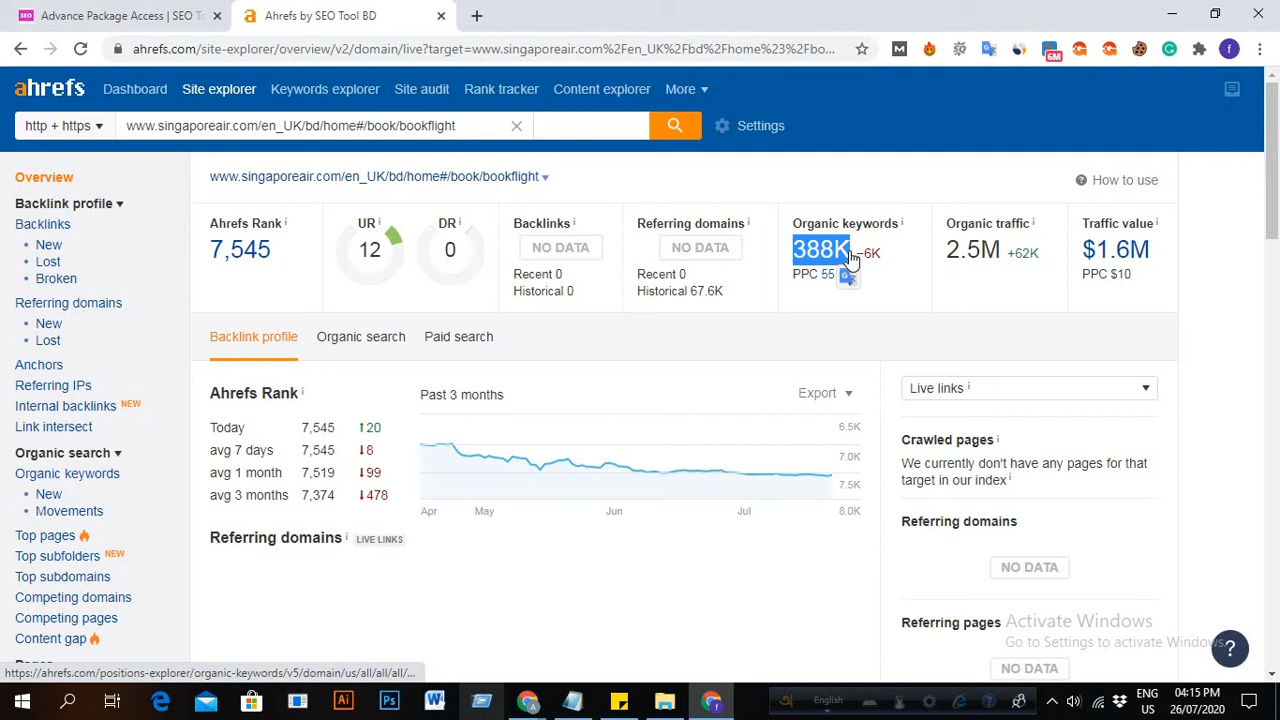 SEO Advance Package Access | SEO To
Ahrefs by SEO Tool BD
ahrefs.com/site-explorer/overview/v2/domain/live?target=www.singaporeair.com%2Fen_UK%2Fbd%2Fhome%23%2Fbo...
6M
f
ahrefs
Dashboard
Site explorer
Keywords explorer
Site audit
Rank tracker
Content explorer
More
http + https
www.singaporeair.com/en_UK/bd/home#/book/bookflight
Settings
Overview
Backlink profile
Backlinks
New
Lost
Broken
Referring domains
New
Lost
Anchors
Referring IPs
Internal backlinks NEW
Link intersect
Organic search
Organic keywords
New
Movements
Top pages
Top subfolders NEW
Top subdomains
Competing domains
Competing pages
Content gap
www.singaporeair.com/en_UK/bd/home#/book/bookflight
? How to use
Ahrefs Rank i
7,545
UR i
12
DR i
0
Backlinks i
NO DATA
Recent 0
Historical 0
Referring domains i
NO DATA
Recent 0
Historical 67.6K
Organic keywords i
388K −6K
PPC 55
Organic traffic i
2.5M +62K
Traffic value i
$1.6M
PPC $10
Backlink profile
Organic search
Paid search
Ahrefs Rank i
Today 7,545 ↑20
avg 7 days 7,545 ↓8
avg 1 month 7,519 ↓99
avg 3 months 7,374 ↓478
Past 3 months
Export
6.5K
7.0K
7.5K
8.0K
Apr May Jun Jul
Referring domains i LIVE LINKS
Live links i
Crawled pages i
We currently don't have any pages for that
target in our index i
Referring domains
NO DATA
Referring pages
NO DATA
Activate Windows
Go to Settings to activate Windows.
?
https://ahrefs.com/positions-explorer/organic-keywords/v5/domain/us/all/all/all/...
Ai
Ps
W
English
ENG
US
04:15 PM
26/07/2020